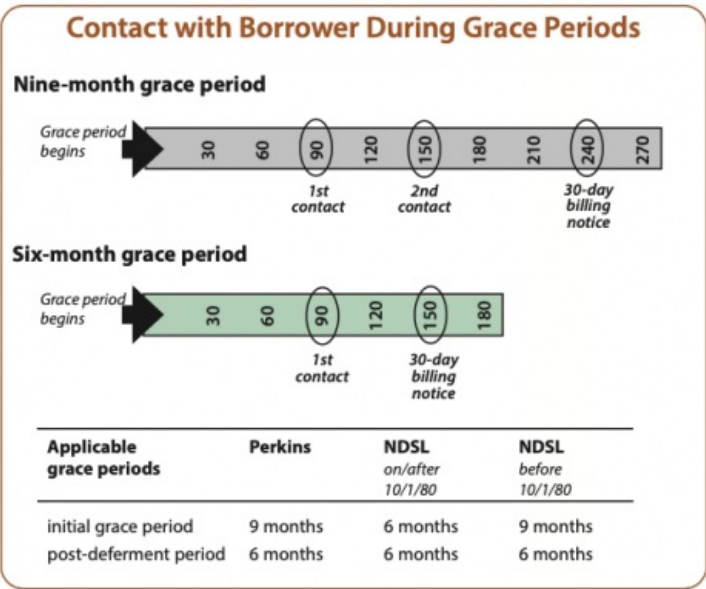 Contact with Borrower During Grace Periods
Nine-month grace period
Grace period
begins
30 60 90 120 150 180 210 240 270
1st
contact
2nd
contact
30-day
billing
notice
Six-month grace period
Grace period
begins
30 60 90 120 150 180
1st
contact
30-day
billing
notice
Applicable
grace periods
Perkins
NDSL
on/after
10/1/80
NDSL
before
10/1/80
initial grace period 9 months 6 months 9 months
post-deferment period 6 months 6 months 6 months